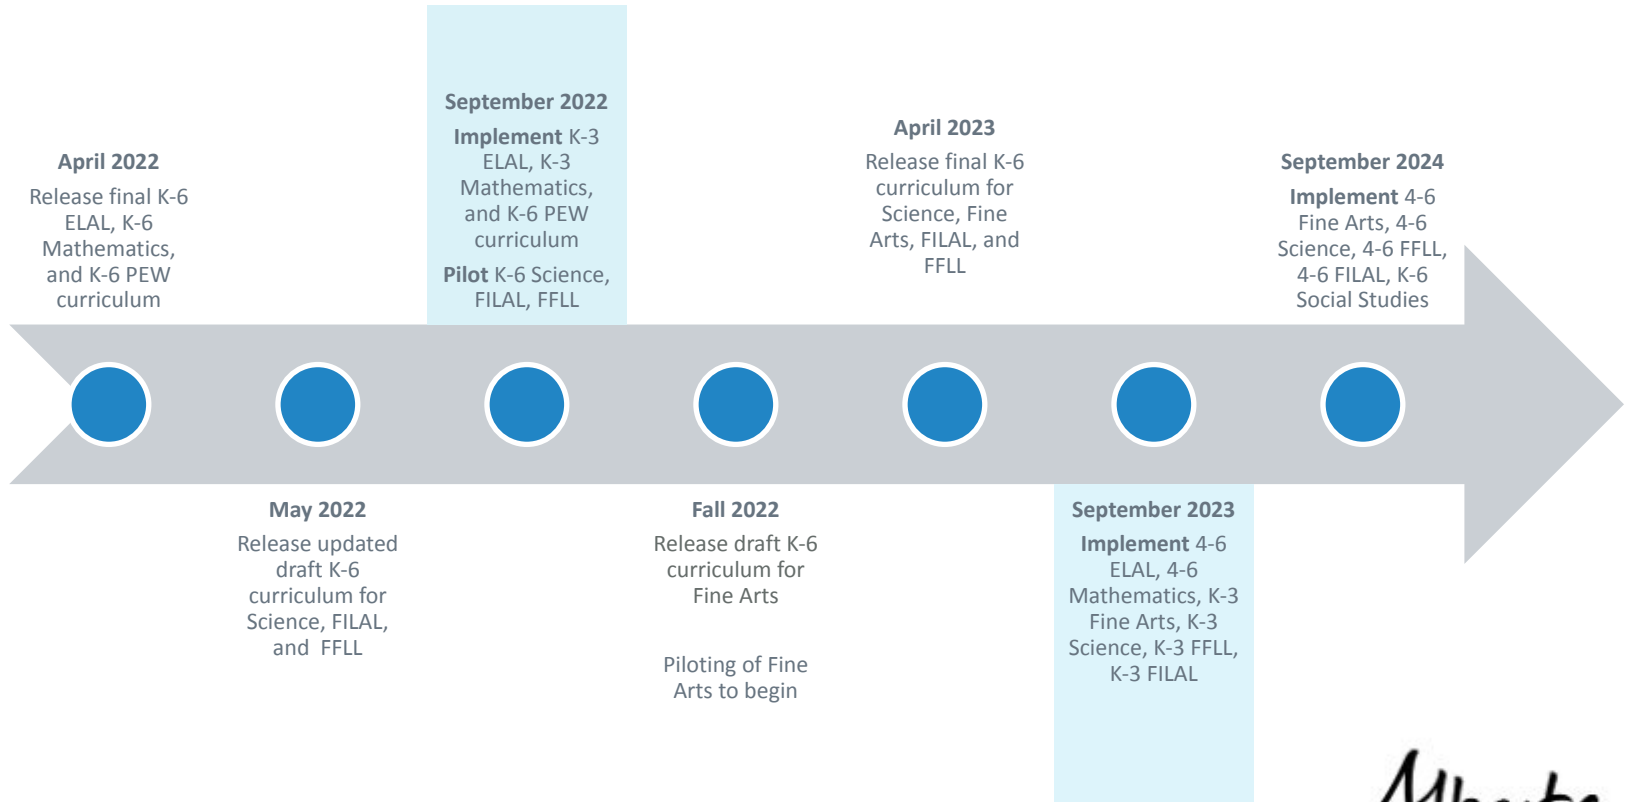 April 2022
Release final K-6
ELAL, K-6
Mathematics,
and K-6 PEW
curriculum
May 2022
Release updated
draft K-6
curriculum for
Science, FILAL,
and FFLL
September 2022
Implement K-3
ELAL, K-3
Mathematics,
and K-6 PEW
curriculum
Pilot K-6 Science,
FILAL, FFLL
Fall 2022
Release draft K-6
curriculum for
Fine Arts
Piloting of Fine
Arts to begin
April 2023
Release final K-6
curriculum for
Science, Fine
Arts, FILAL, and
FFLL
September 2023
Implement 4-6
ELAL, 4-6
Mathematics, K-3
Fine Arts, K-3
Science, K-3 FFLL,
K-3 FILAL
September 2024
Implement 4-6
Fine Arts, 4-6
Science, 4-6 FFLL,
4-6 FILAL, K-6
Social Studies
Alberta